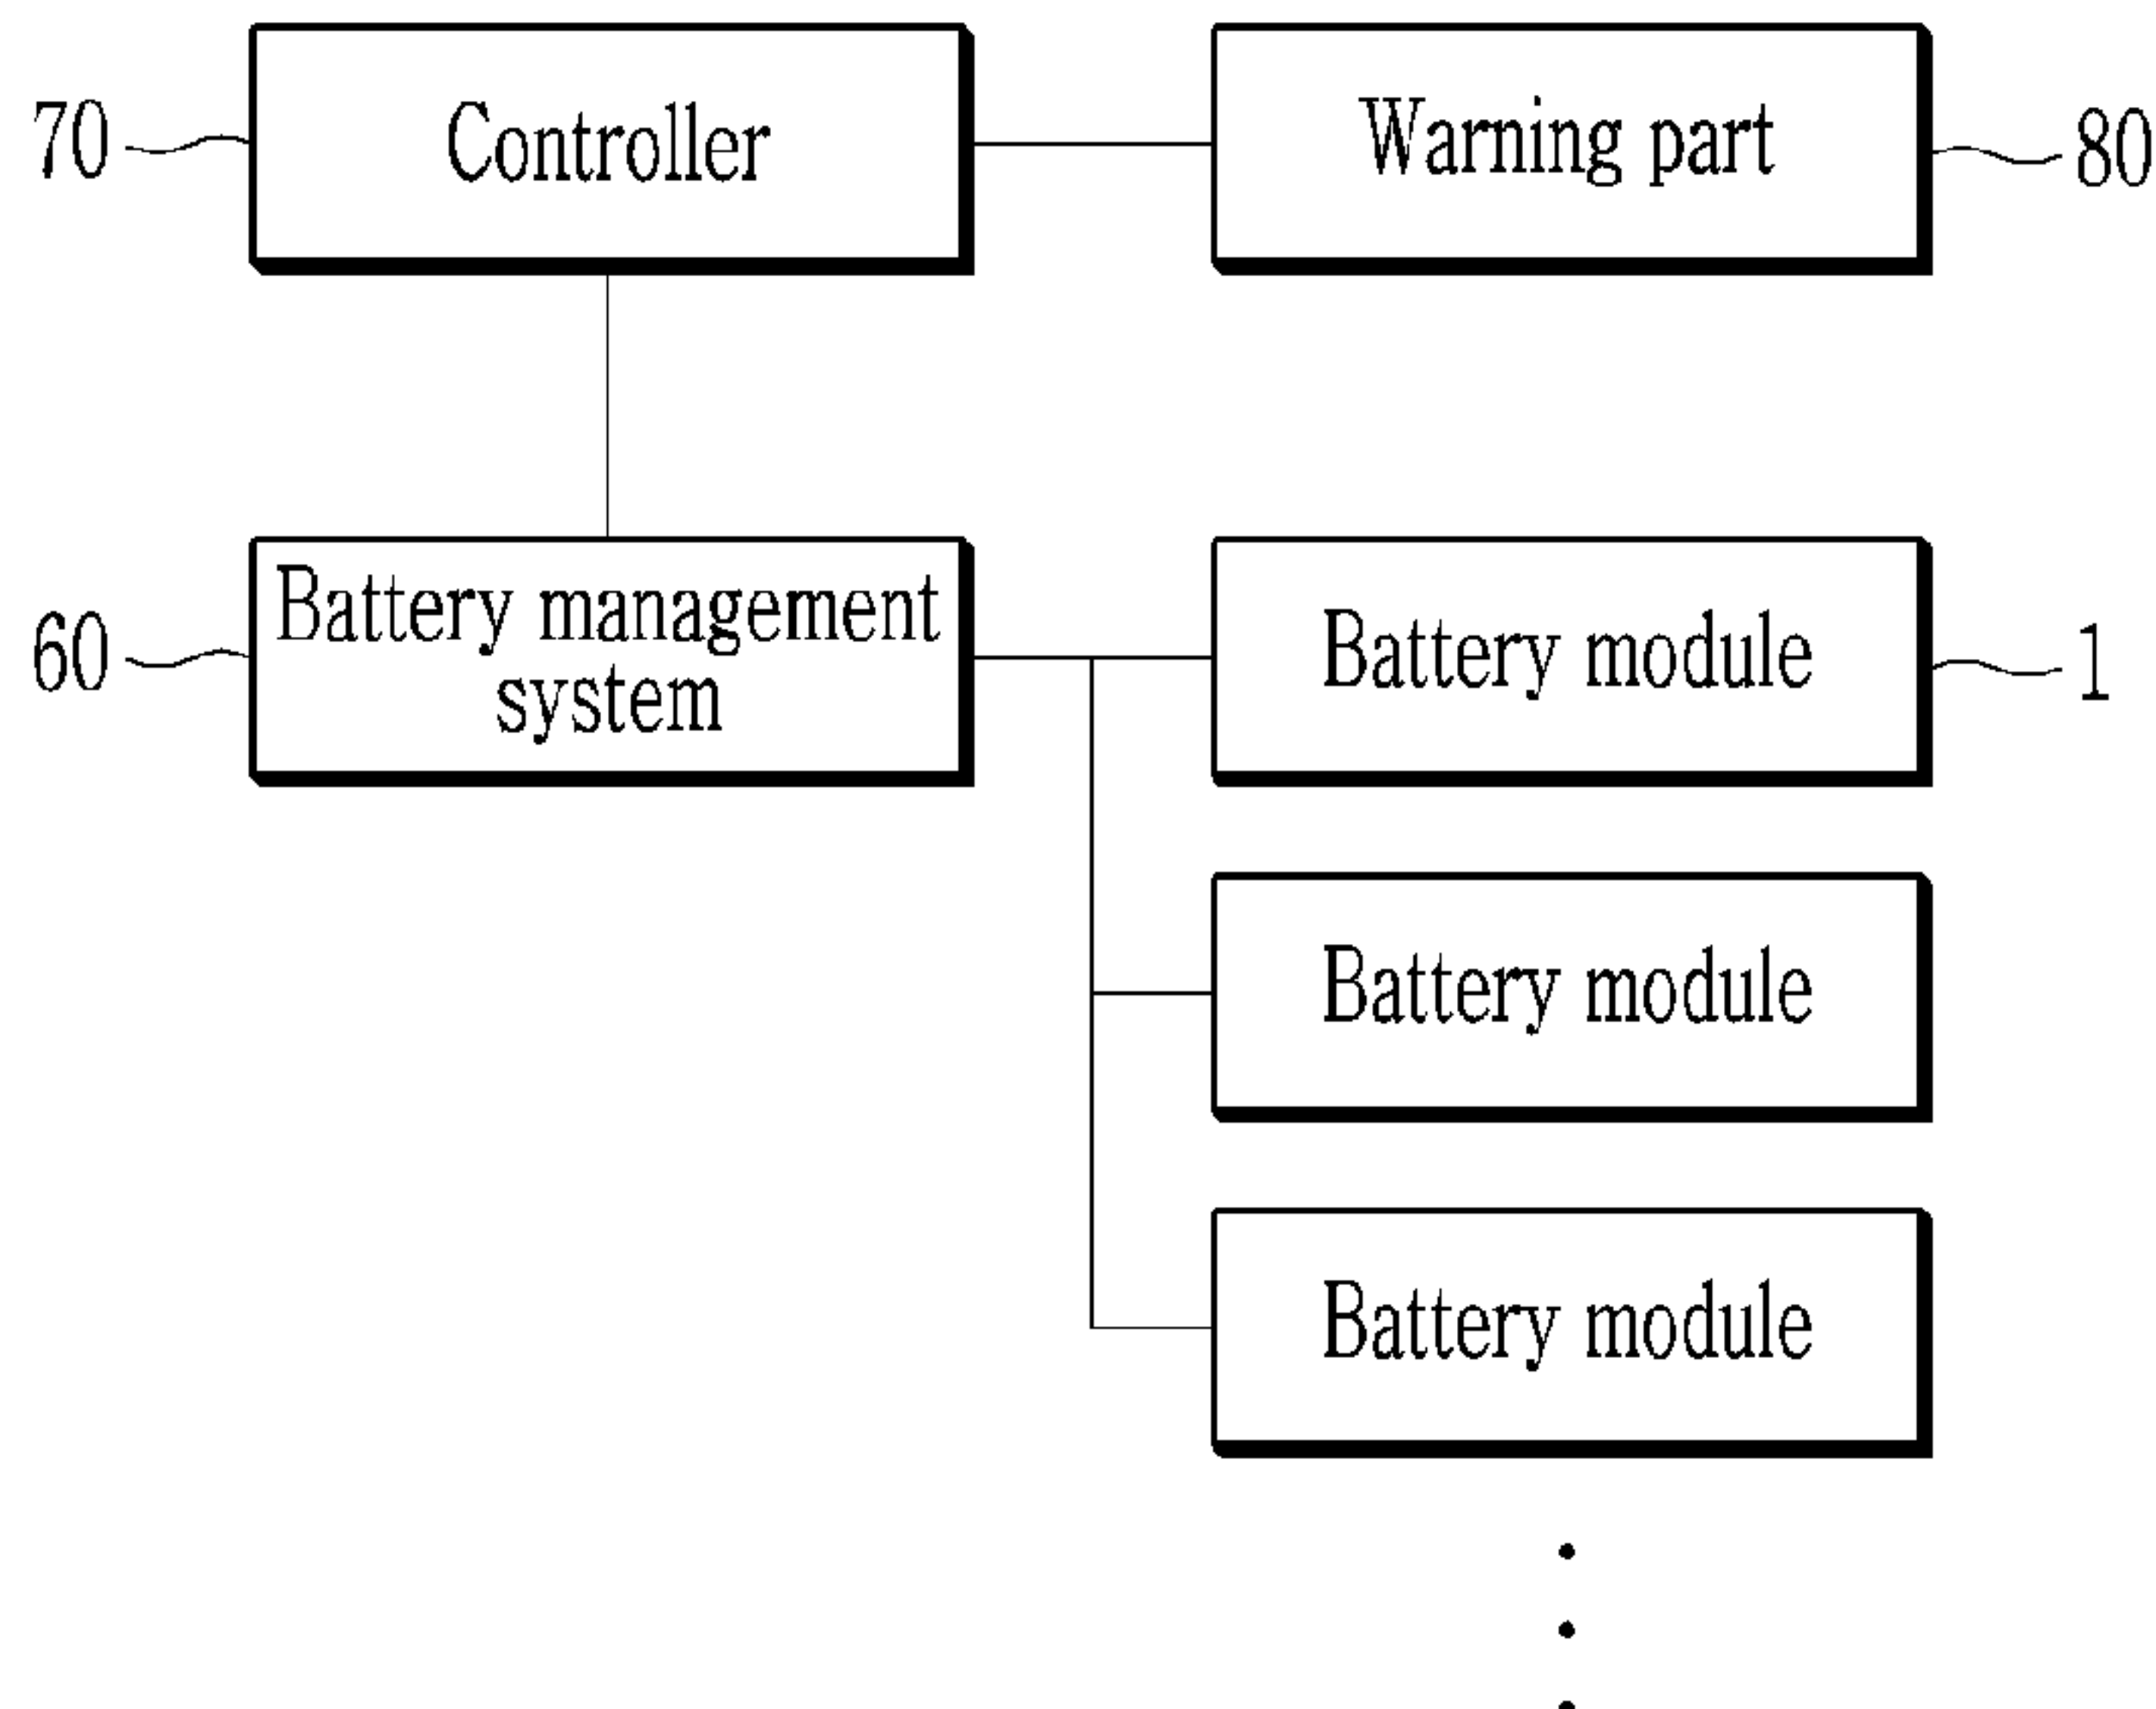 70
Controller
Warning part
80
60
Battery management
system
Battery module
1
Battery module
Battery module